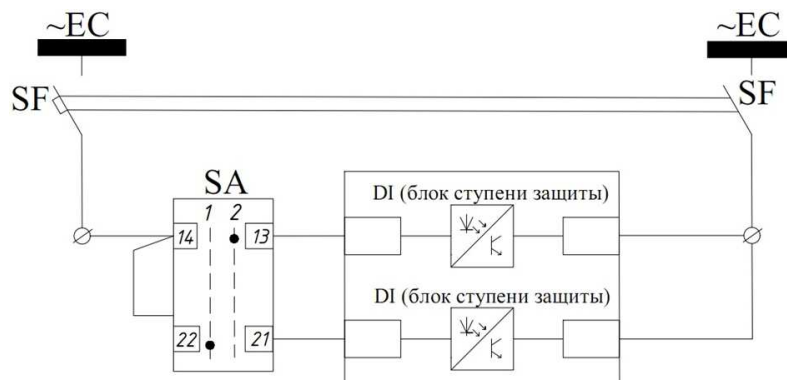 ~EC ~EC
SF SF
SA
1 2
14 13
22 21
DI (блок ступени защиты)
DI (блок ступени защиты)